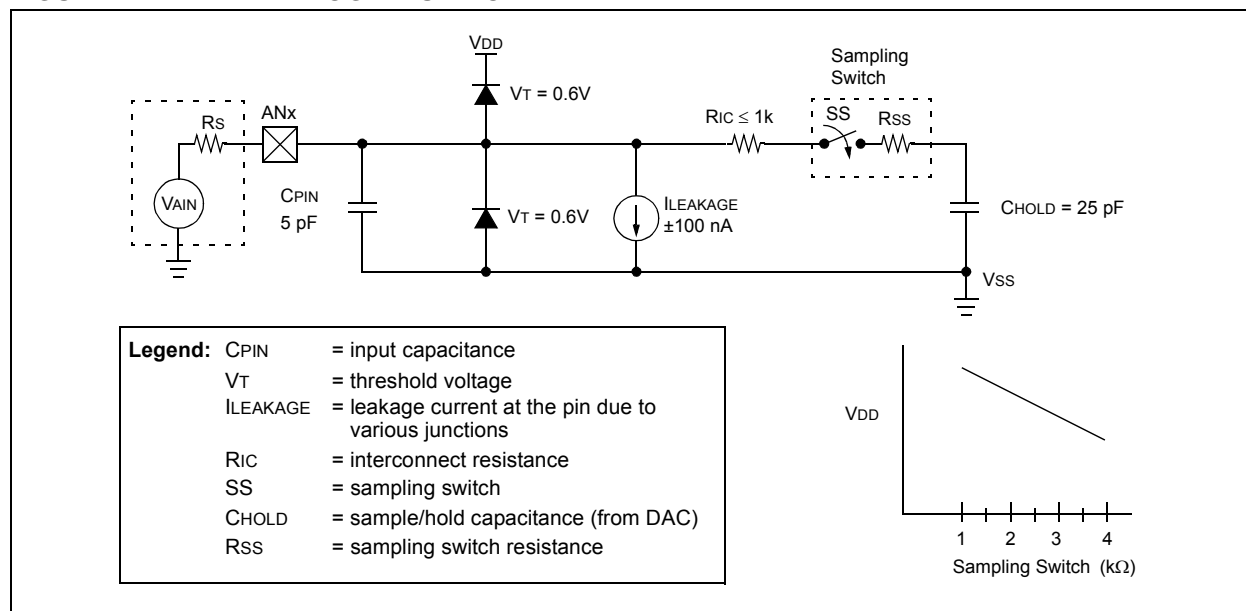 VDD
Sampling
Switch
VT = 0.6V
ANx
RIC ≤ 1k
SS
RSS
RS
VAIN
CPIN
5 pF
VT = 0.6V
ILEAKAGE
±100 nA
CHOLD = 25 pF
VSS
Legend: CPIN = input capacitance
VT = threshold voltage
ILEAKAGE = leakage current at the pin due to
various junctions
RIC = interconnect resistance
SS = sampling switch
CHOLD = sample/hold capacitance (from DAC)
RSS = sampling switch resistance
VDD
1 2 3 4
Sampling Switch (kΩ)